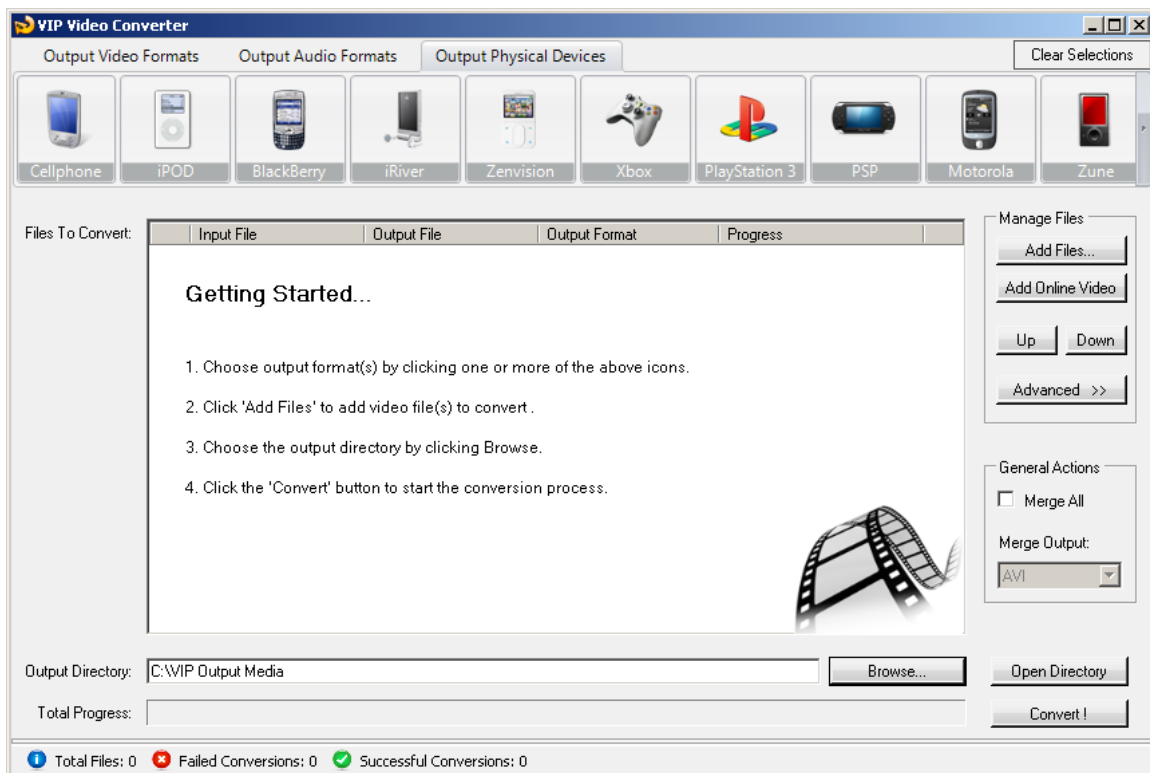 VIP Video Converter
Output Video Formats Output Audio Formats Output Physical Devices Clear Selections
Cellphone iPOD BlackBerry iRiver Zenvision Xbox PlayStation 3 PSP Motorola Zune
Files To Convert: Input File Output File Output Format Progress
Getting Started...
1. Choose output format(s) by clicking one or more of the above icons.
2. Click 'Add Files' to add video file(s) to convert .
3. Choose the output directory by clicking Browse.
4. Click the 'Convert' button to start the conversion process.
Manage Files
Add Files...
Add Online Video
Up Down
Advanced >>
General Actions
Merge All
Merge Output:
AVI
Output Directory: C:\VIP Output Media Browse... Open Directory
Total Progress: Convert !
Total Files: 0 Failed Conversions: 0 Successful Conversions: 0